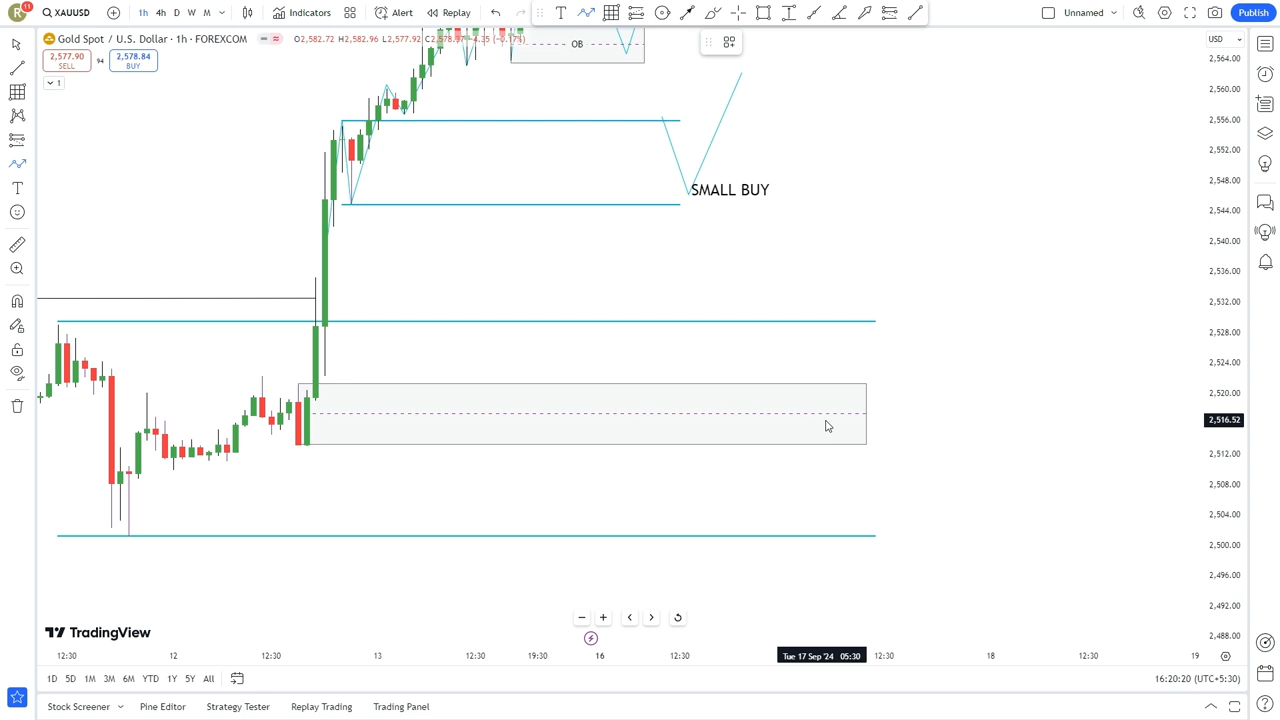 R
11
XAUUSD
1h 4h D W M
Indicators
Alert
Replay
T
Unnamed
Publish
Gold Spot / U.S. Dollar · 1h · FOREXCOM
O2,582.72 H2,582.96 L2,577.92
USD
2,577.90
SELL
94
2,578.84
BUY
1
OB
SMALL BUY
2,564.00
2,560.00
2,556.00
2,552.00
2,548.00
2,544.00
2,540.00
2,536.00
2,532.00
2,528.00
2,524.00
2,520.00
2,516.52
2,512.00
2,508.00
2,504.00
2,500.00
2,496.00
2,492.00
2,488.00
TradingView
12:30 12 12:30 13 12:30 19:30 16 12:30 Tue 17 Sep '24 05:30 12:30 18 12:30 19
1D 5D 1M 3M 6M YTD 1Y 5Y All
16:20:20 (UTC+5:30)
Stock Screener Pine Editor Strategy Tester Replay Trading Trading Panel